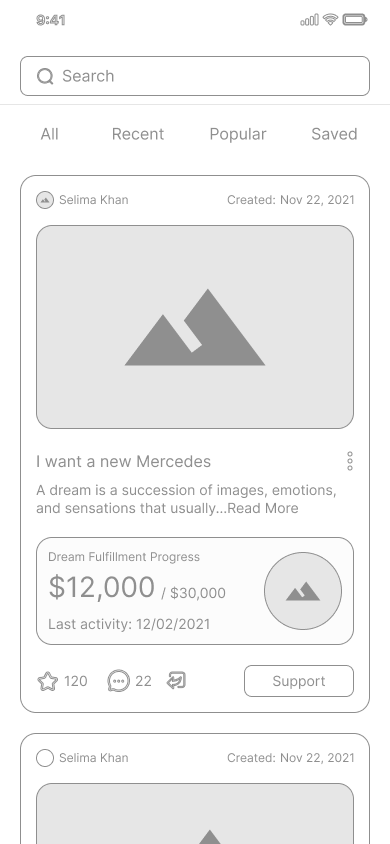 9:41
Search
All Recent Popular Saved
Selima Khan Created: Nov 22, 2021
I want a new Mercedes
A dream is a succession of images, emotions,
and sensations that usually...Read More
Dream Fulfillment Progress
$12,000 / $30,000
Last activity: 12/02/2021
120 22 Support
Selima Khan Created: Nov 22, 2021